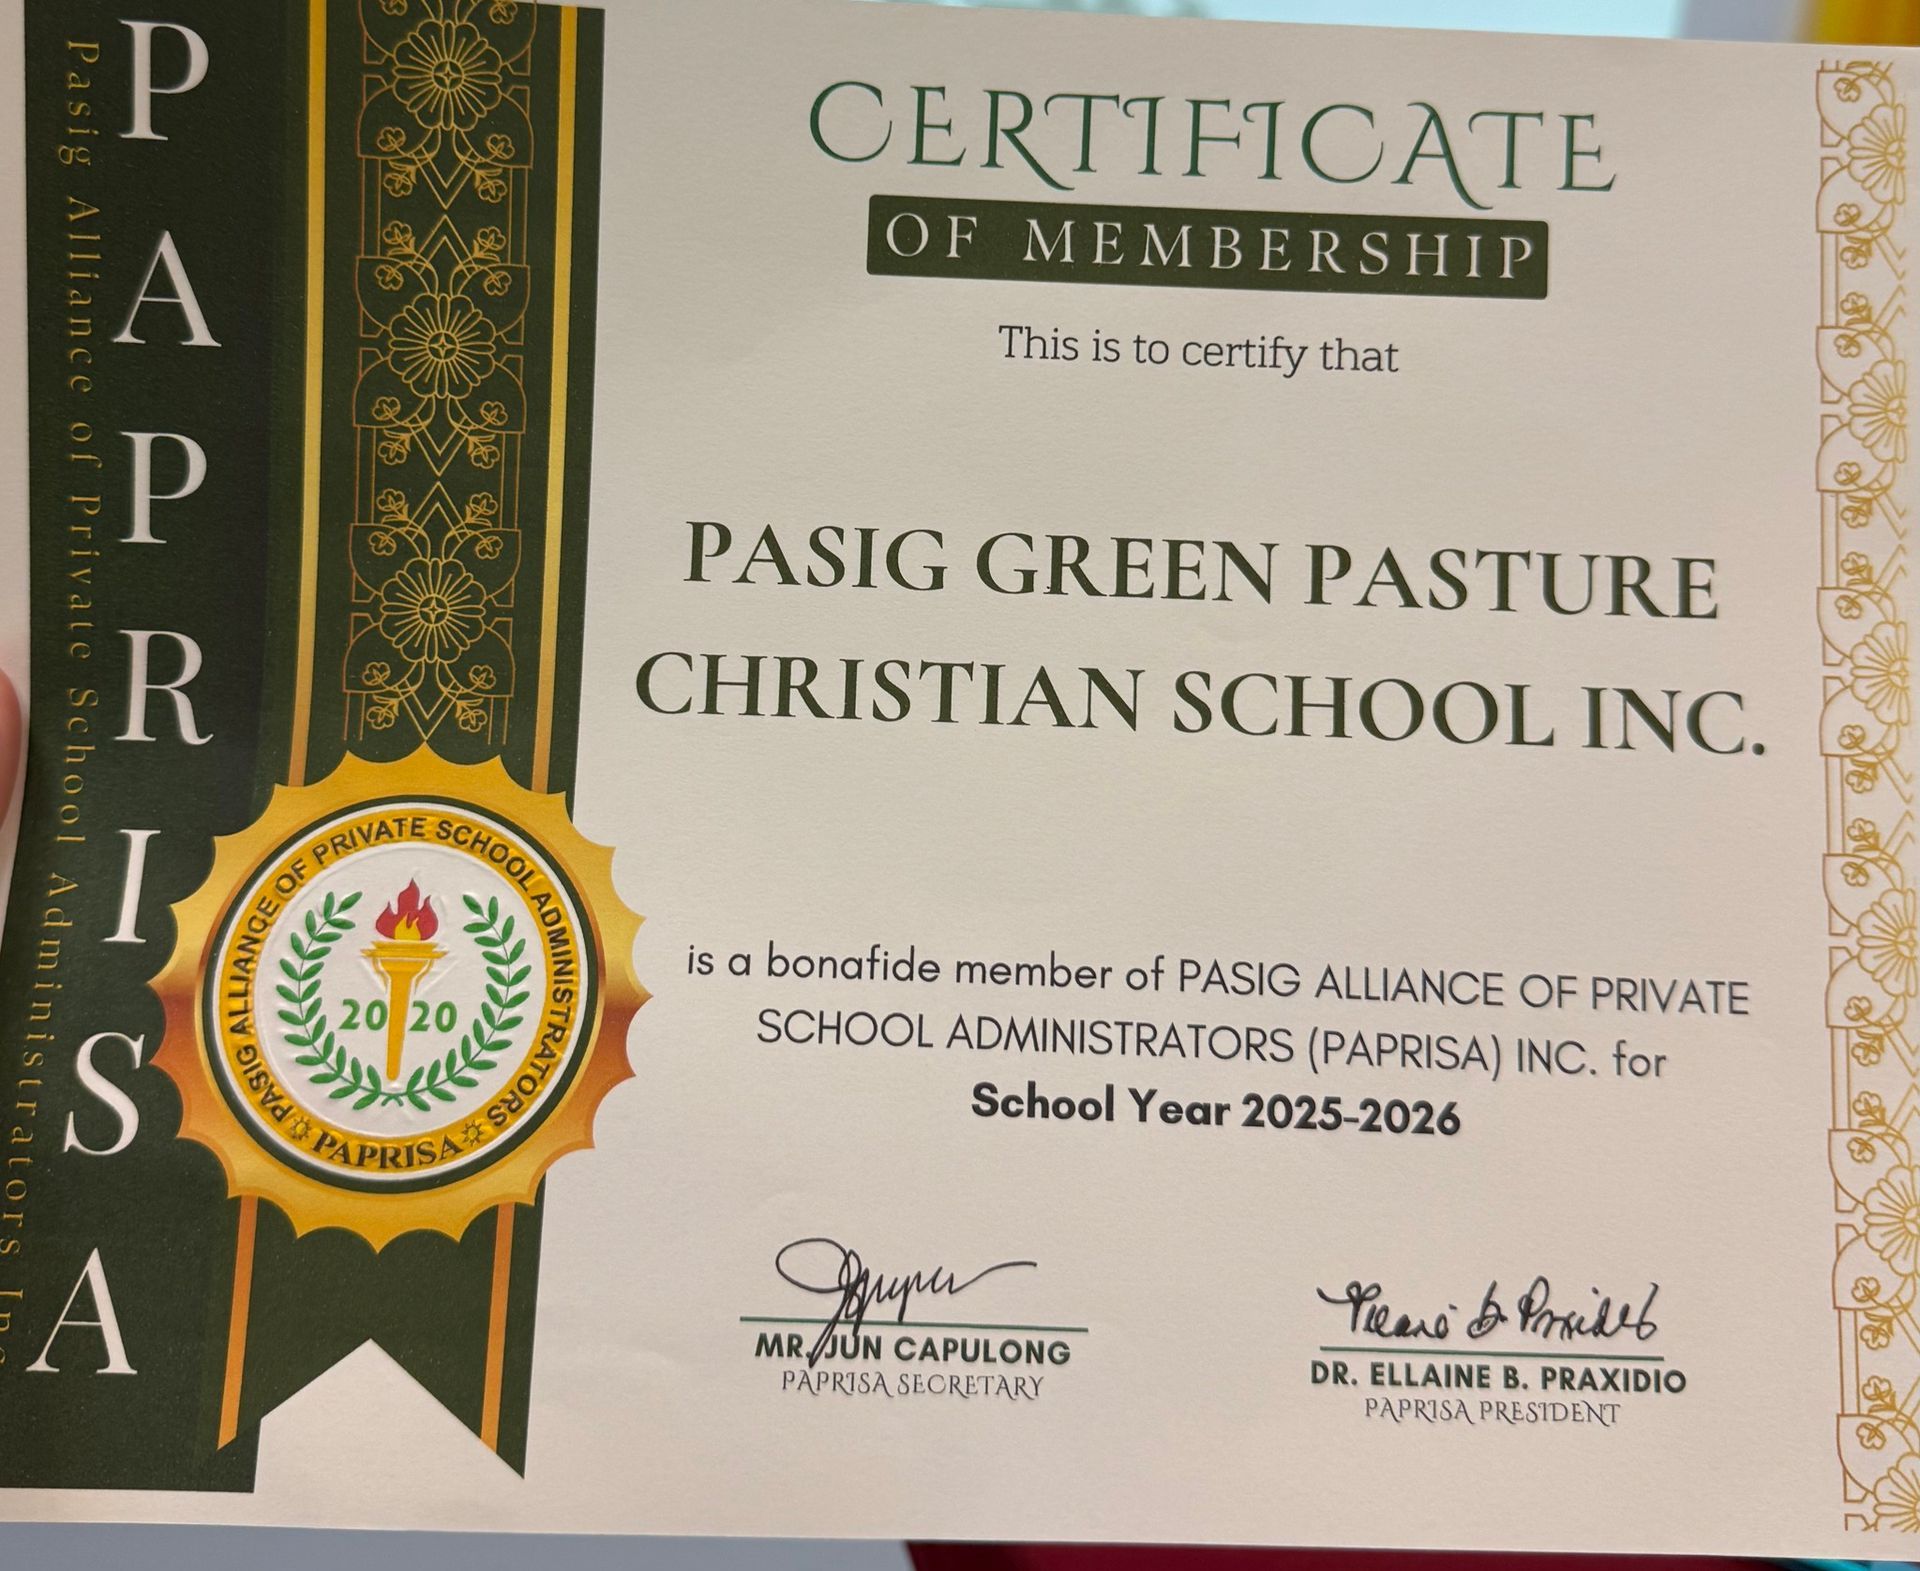 PAPRISA
Pasig Alliance of Private School Administrators Inc.
CERTIFICATE
OF MEMBERSHIP
This is to certify that
PASIG GREEN PASTURE
CHRISTIAN SCHOOL INC.
is a bonafide member of PASIG ALLIANCE OF PRIVATE
SCHOOL ADMINISTRATORS (PAPRISA) INC. for
School Year 2025-2026
PASIG ALLIANCE OF PRIVATE SCHOOL ADMINISTRATORS
2020
PAPRISA
MR. JUN CAPULONG
PAPRISA SECRETARY
DR. ELLAINE B. PRAXIDIO
PAPRISA PRESIDENT